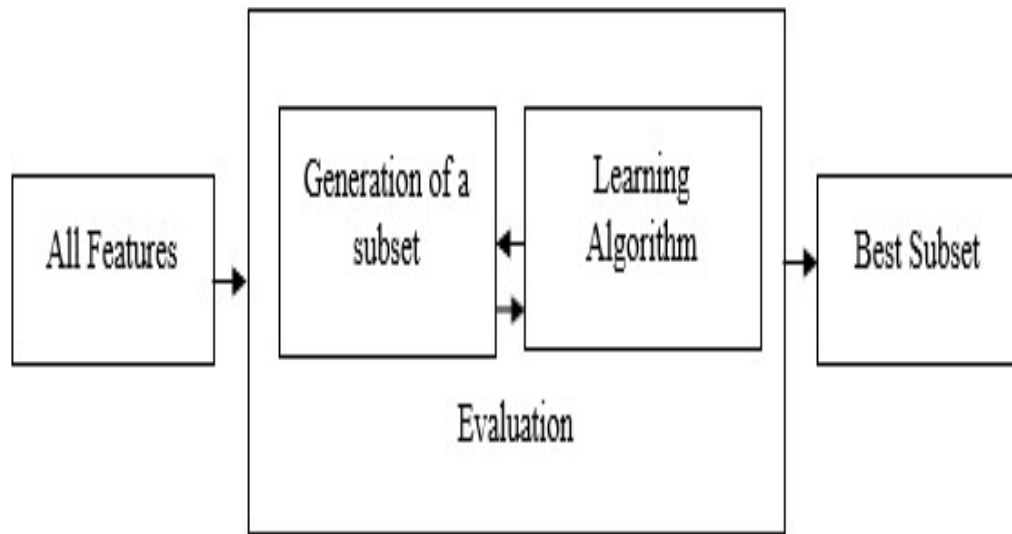 All Features
Generation of a
subset
Learning
Algorithm
Evaluation
Best Subset